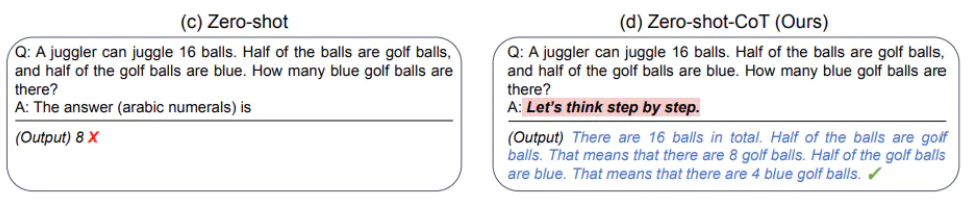 (c) Zero-shot
Q: A juggler can juggle 16 balls. Half of the balls are golf balls,
and half of the golf balls are blue. How many blue golf balls are
there?
A: The answer (arabic numerals) is
(Output) 8 X
(d) Zero-shot-CoT (Ours)
Q: A juggler can juggle 16 balls. Half of the balls are golf balls,
and half of the golf balls are blue. How many blue golf balls are
there?
A: Let's think step by step.
(Output) There are 16 balls in total. Half of the balls are golf
balls. That means that there are 8 golf balls. Half of the golf balls
are blue. That means that there are 4 blue golf balls. ✓